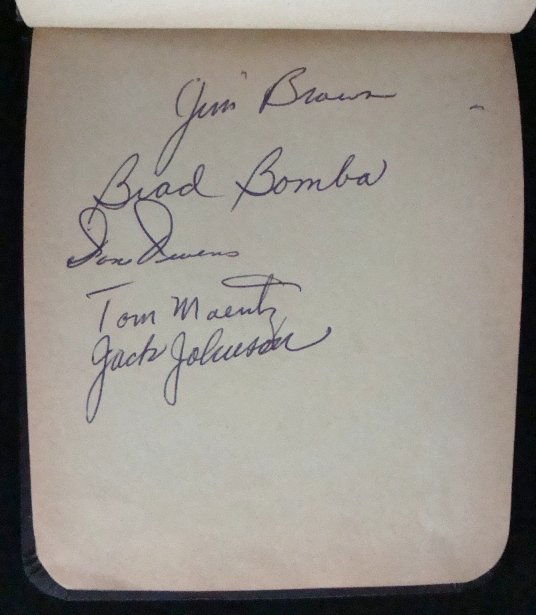 Jim Brown
Brad Bomba
Don Owens
Tom Maentz
Jack Johnson